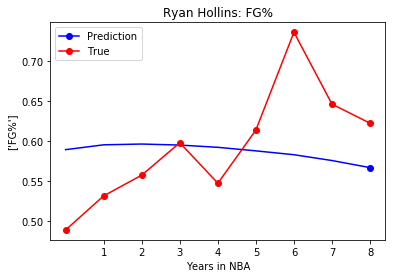 Ryan Hollins: FG%
Prediction
True
['FG%']
0.70
0.65
0.60
0.55
0.50
1 2 3 4 5 6 7 8
Years in NBA